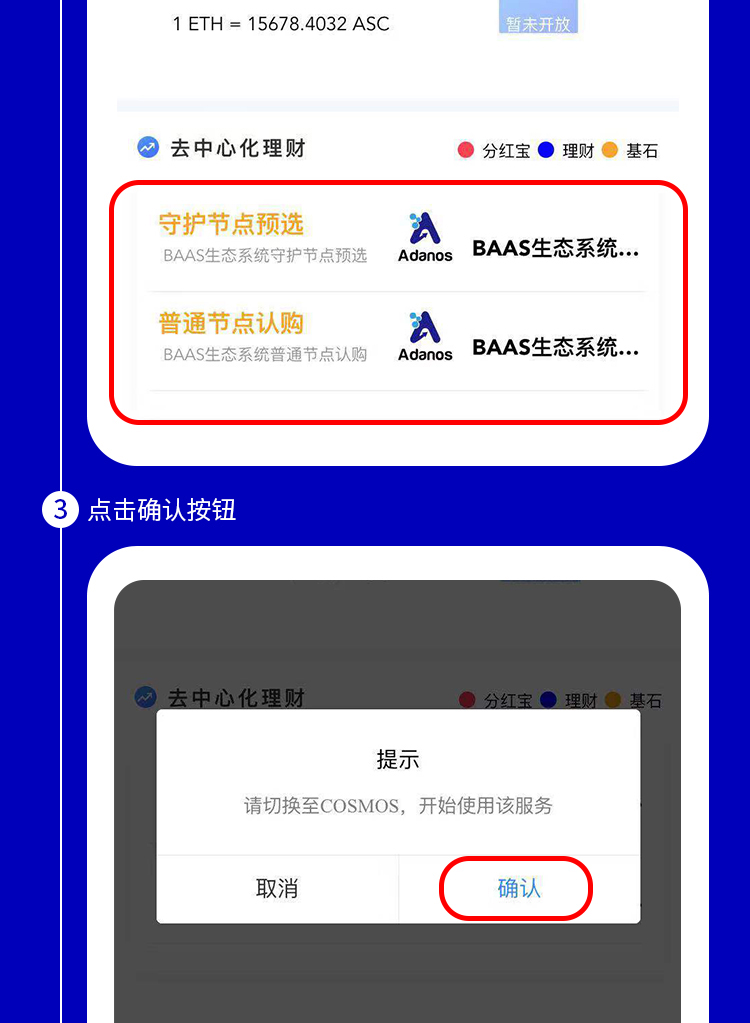 1 ETH = 15678.4032 ASC
暂未开放
去中心化理财
分红宝 理财 基石
守护节点预选
BAAS生态系统守护节点预选
Adanos
BAAS生态系统...
普通节点认购
BAAS生态系统普通节点认购
Adanos
BAAS生态系统...
3 点击确认按钮
去中心化理财
分红宝 理财 基石
提示
请切换至COSMOS，开始使用该服务
取消 确认